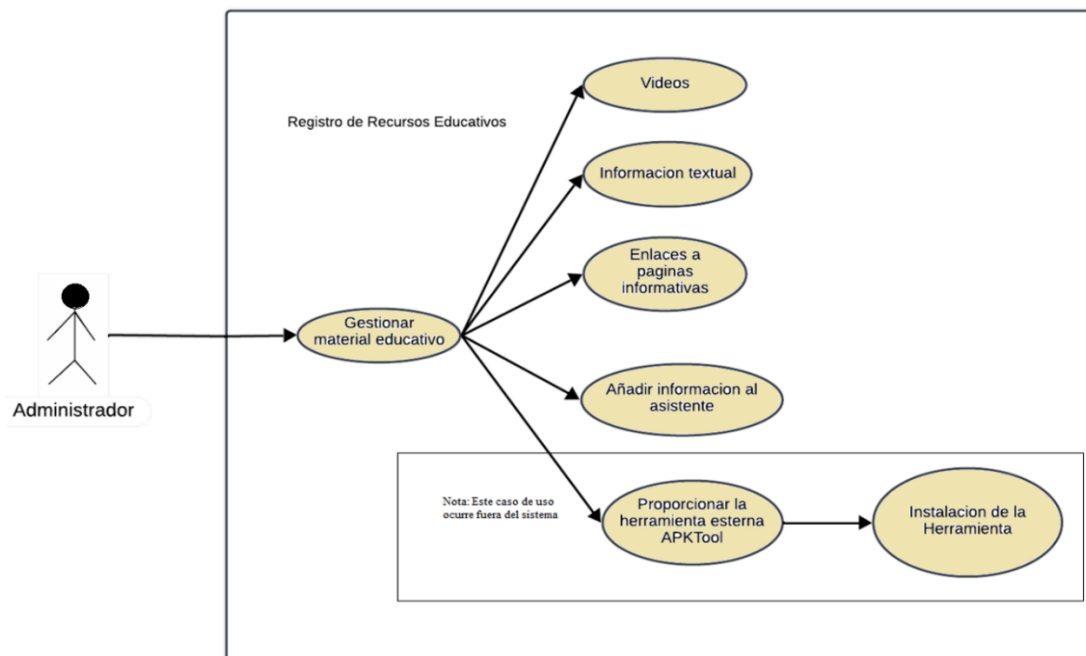 Videos
Registro de Recursos Educativos
Informacion textual
Enlaces a
paginas
informativas
Gestionar
material educativo
Administrador
Añadir informacion al
asistente
Nota: Este caso de uso
ocurre fuera del sistema
Proporcionar la
herramienta esterna
APKTool
Instalacion de la
Herramienta